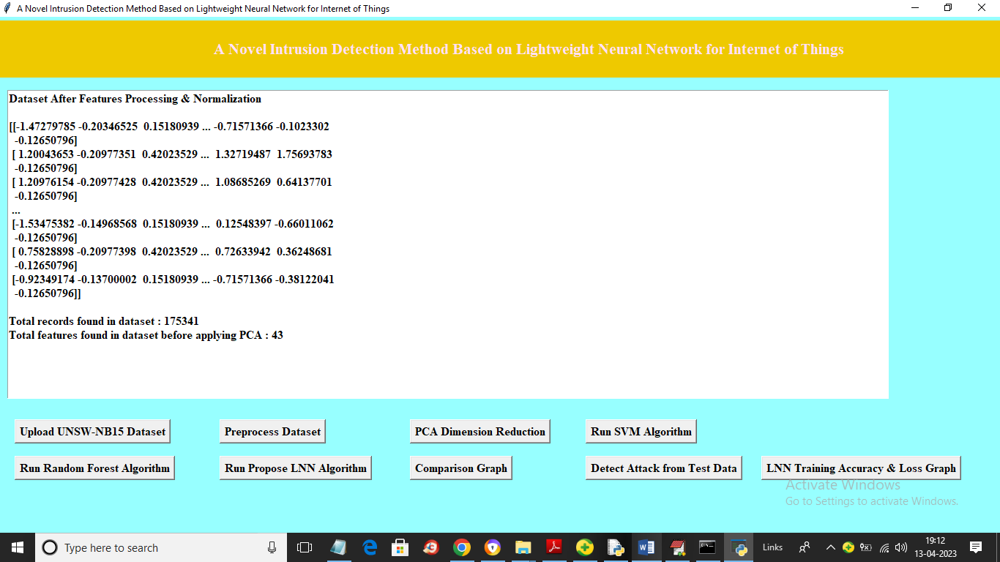 A Novel Intrusion Detection Method Based on Lightweight Neural Network for Internet of Things
A Novel Intrusion Detection Method Based on Lightweight Neural Network for Internet of Things
Dataset After Features Processing & Normalization
[[-1.47279785 -0.20346525  0.15180939 ... -0.71571366 -0.1023302
-0.12650796]
[ 1.20043653 -0.20977351  0.42023529 ...  1.32719487  1.75693783
-0.12650796]
[ 1.20976154 -0.20977428  0.42023529 ...  1.08685269  0.64137701
-0.12650796]
...
[-1.53475382 -0.14968568  0.15180939 ...  0.12548397 -0.66011062
-0.12650796]
[ 0.75828898 -0.20977398  0.42023529 ...  0.72633942  0.36248681
-0.12650796]
[-0.92349174 -0.13700002  0.15180939 ... -0.71571366 -0.38122041
-0.12650796]]
Total records found in dataset : 175341
Total features found in dataset before applying PCA : 43
Upload UNSW-NB15 Dataset
Preprocess Dataset
PCA Dimension Reduction
Run SVM Algorithm
Run Random Forest Algorithm
Run Propose LNN Algorithm
Comparison Graph
Detect Attack from Test Data
LNN Training Accuracy & Loss Graph
Activate Windows
Go to Settings to activate Windows.
Type here to search
Links
19:12
13-04-2023